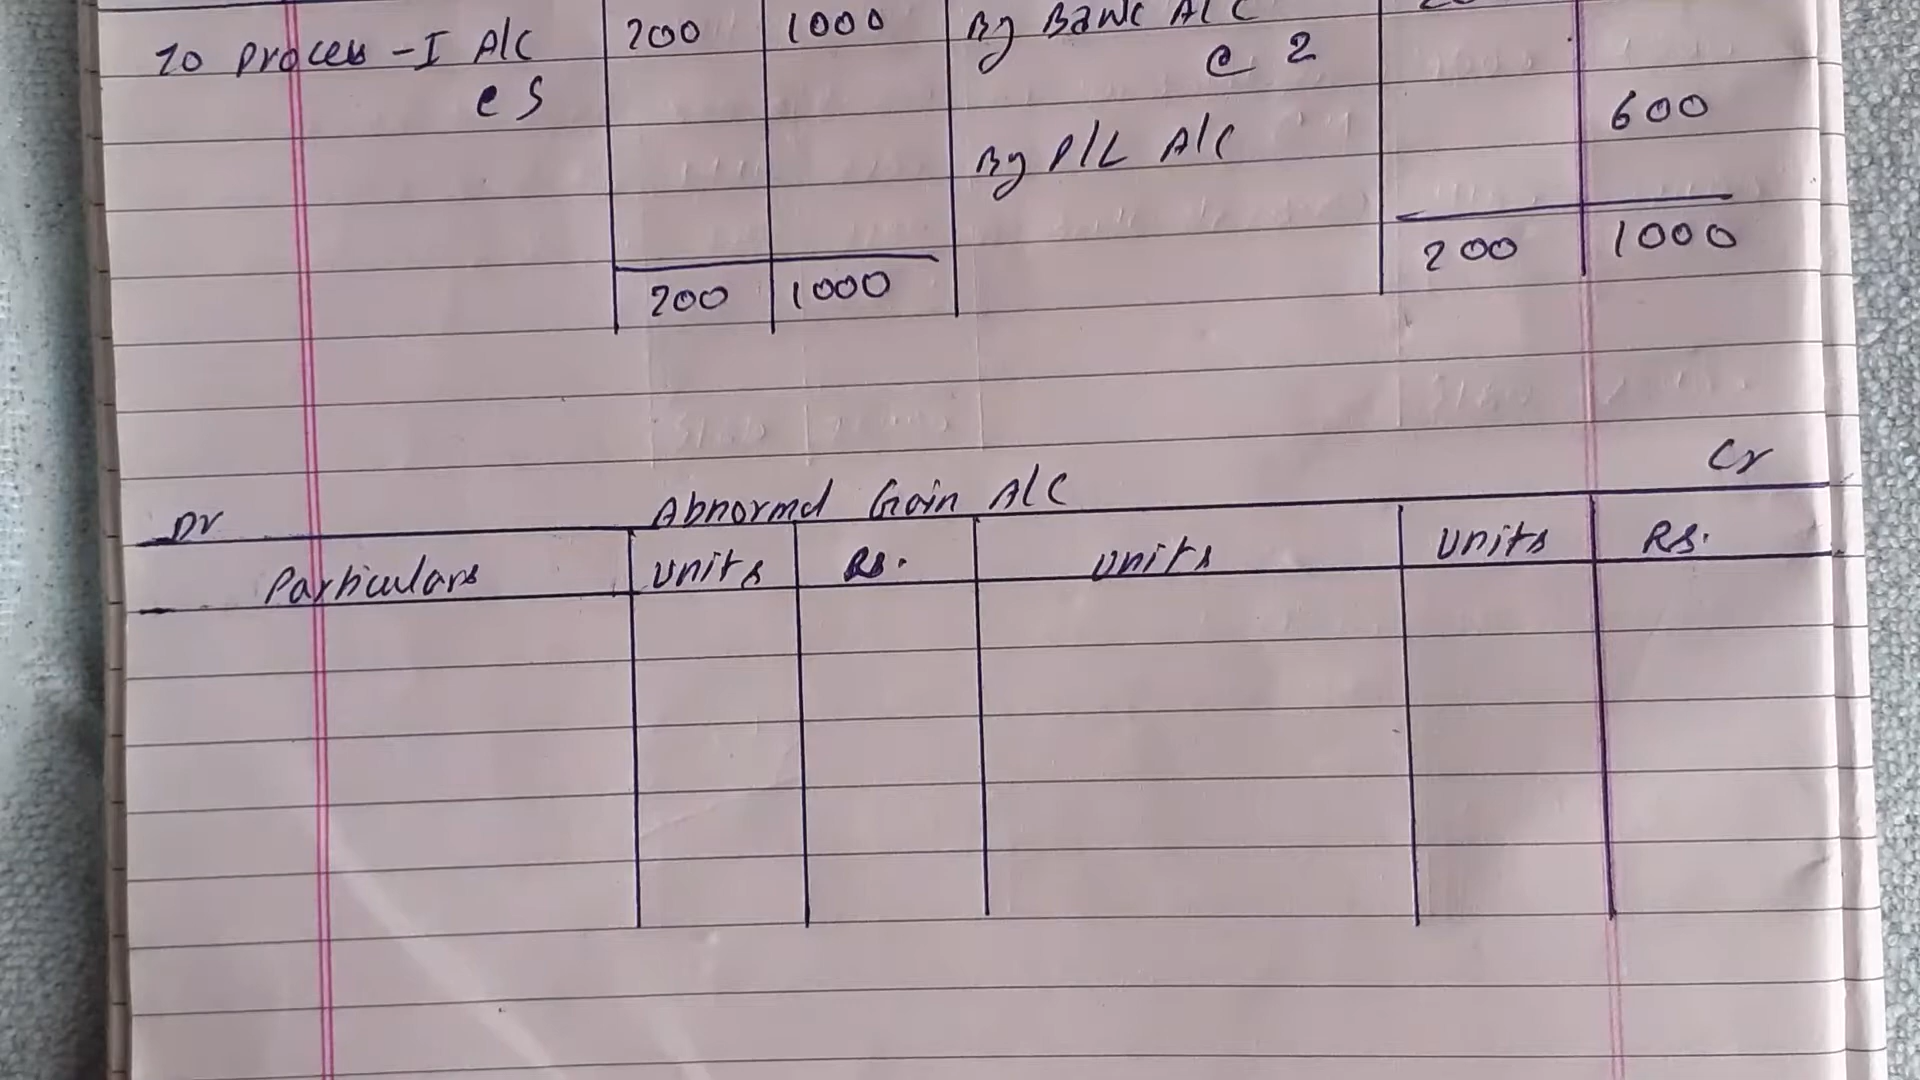 To Process -I A/C 200 1000 By Bank A/C
@ 5 @ 2
By P/L A/C 600
200 1000 200 1000
Dr Abnormal Gain A/C Cr
Particulars Units Rs. Units Units Rs.